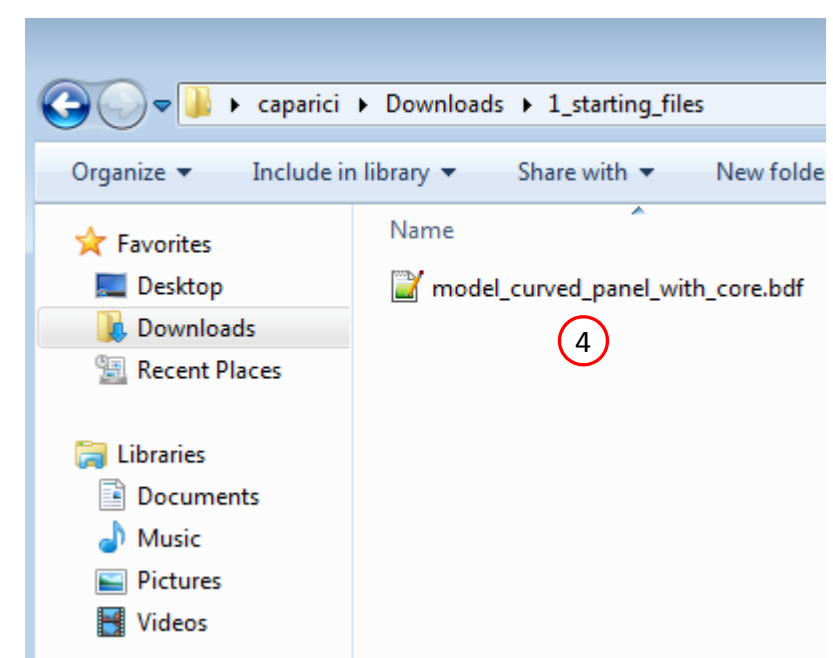 caparici Downloads 1_starting_files
Organize Include in library Share with New folde
Favorites
Desktop
Downloads
Recent Places
Libraries
Documents
Music
Pictures
Videos
Name
model_curved_panel_with_core.bdf
4